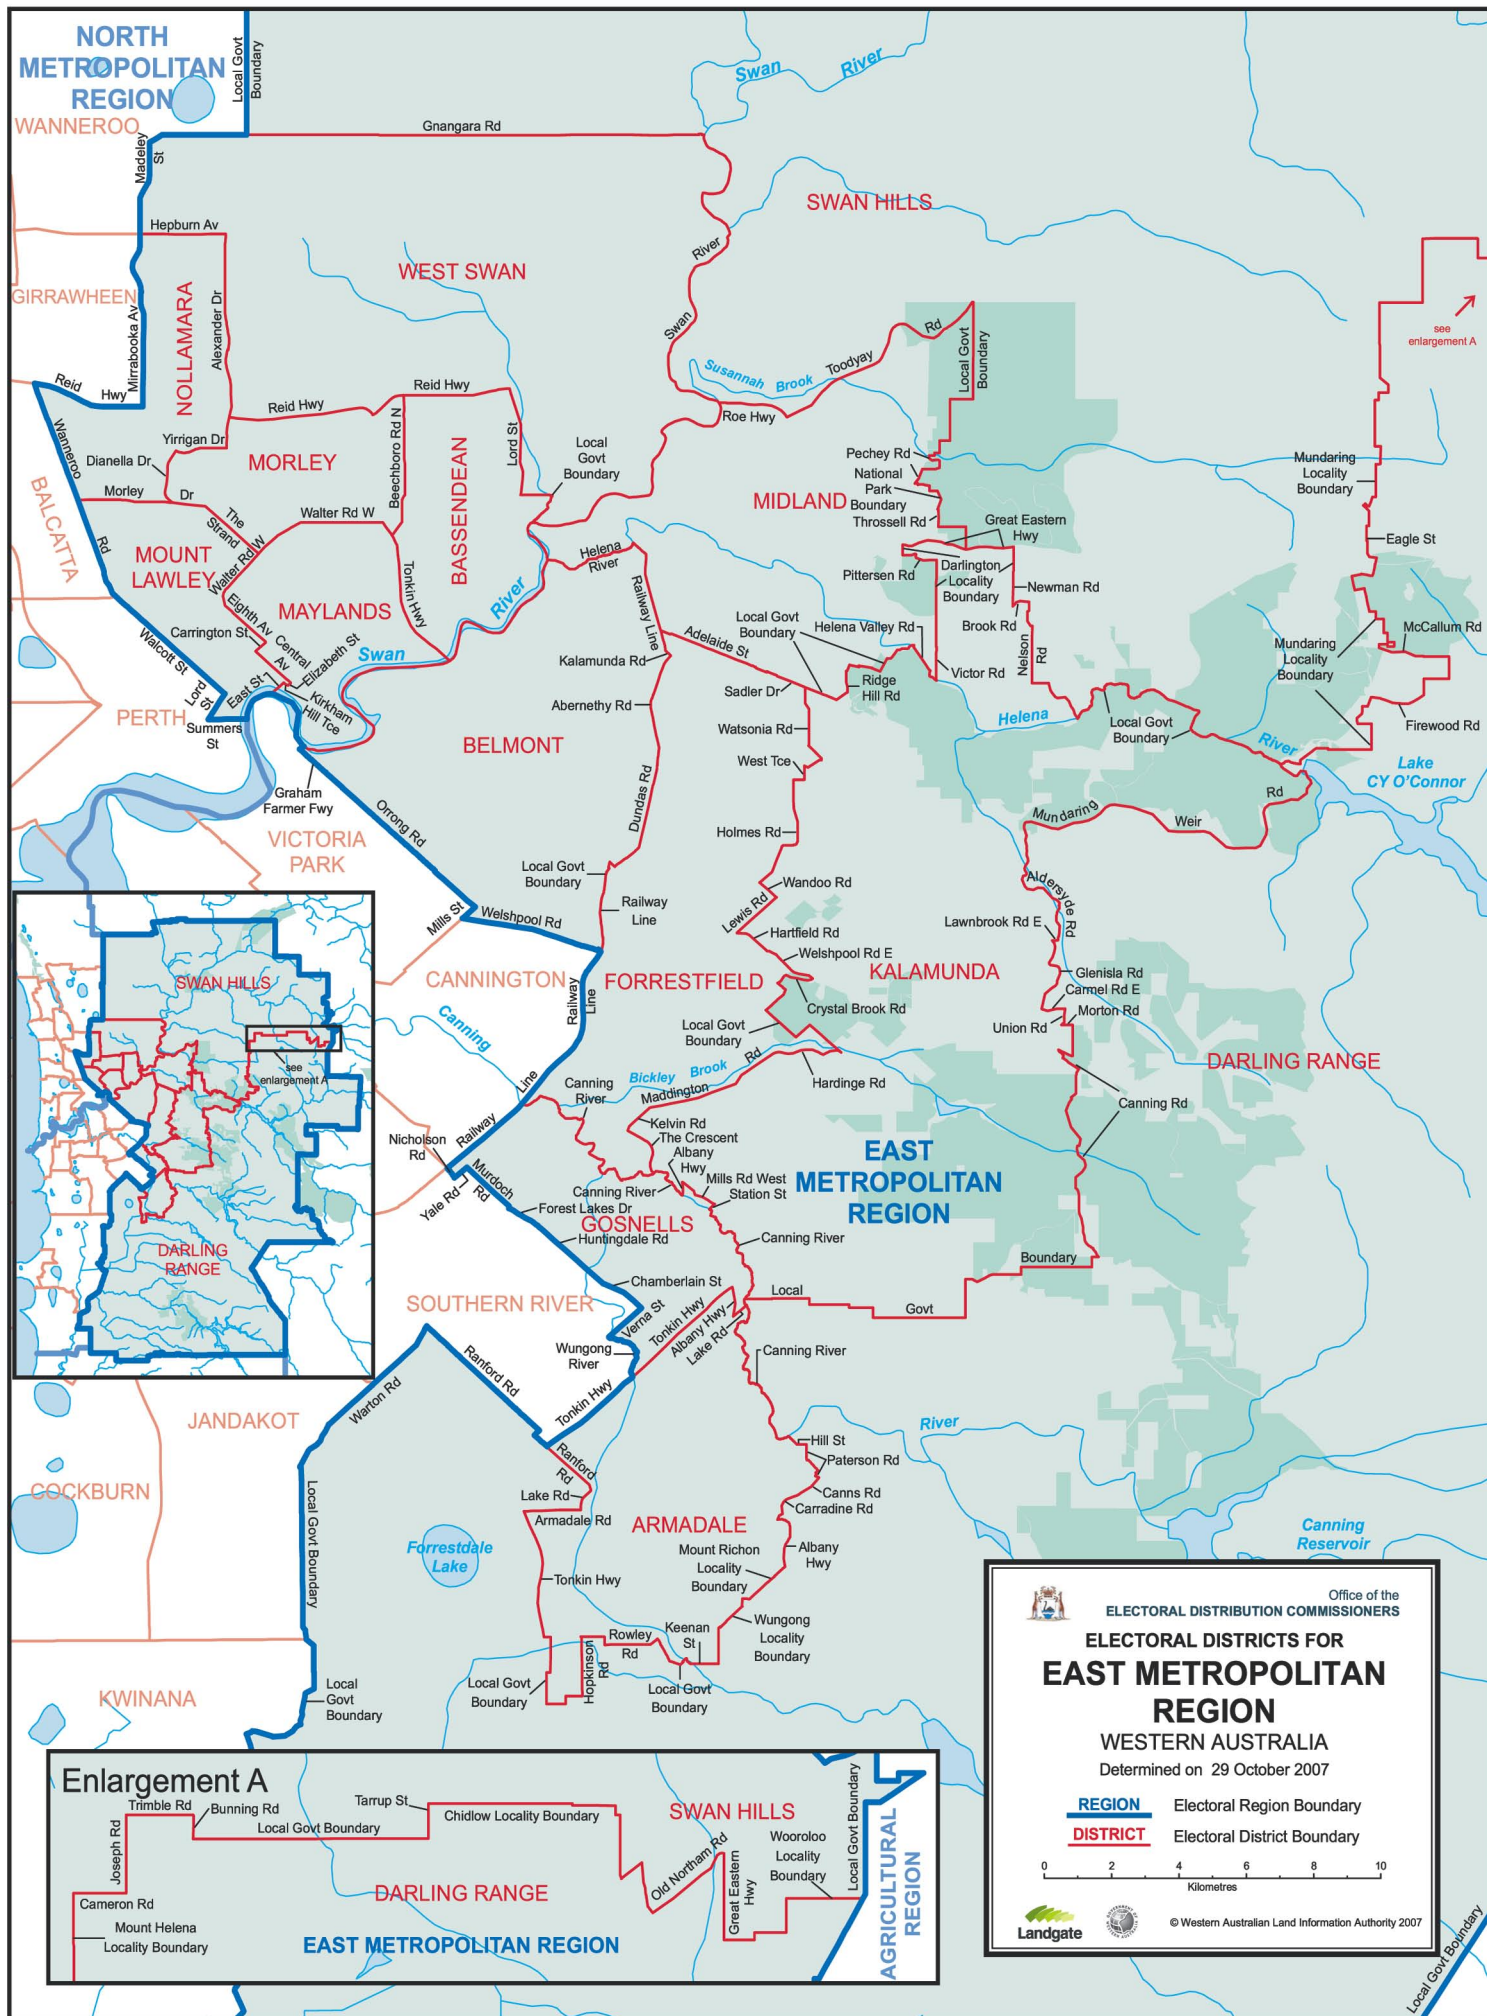 NORTH
METROPOLITAN
REGION
WANNEROO
Local Govt
Boundary
Madeley
St
Gnangara Rd
Swan
River
SWAN HILLS
Hepburn Av
WEST SWAN
River
Swan
GIRRAWHEEN
NOLLAMARA
Alexander Dr
Mirrabooka Av
Reid
Hwy
Reid Hwy
Reid Hwy
Susannah
Brook
Toodyay
Rd
Local Govt
Boundary
Roe Hwy
see
enlargement A
Wanneroo
Rd
Yirrigan Dr
Dianella Dr
MORLEY
Beechboro Rd N
BASSENDEAN
Lord St
Local
Govt
Boundary
Morley
Dr
The
Strand
Walter Rd W
Walter Rd W
BALCATTA
MOUNT
LAWLEY
MAYLANDS
Tonkin Hwy
Eighth Av
Carrington St
Central
Av
Elizabeth St
East St
Kirkham
Hill Tce
Walcott St
Lord
St
Summers
St
PERTH
Swan
River
Helena
River
Railway Line
MIDLAND
Pechey Rd
National
Park
Boundary
Throssell Rd
Great Eastern
Hwy
Pittersen Rd
Darlington
Locality
Boundary
Newman Rd
Brook Rd
Nelson
Rd
Helena Valley Rd
Victor Rd
Local Govt
Boundary
Adelaide St
Kalamunda Rd
Sadler Dr
Ridge
Hill Rd
Abernethy Rd
Watsonia Rd
West Tce
Helena
River
Local Govt
Boundary
Mundaring
Locality
Boundary
Eagle St
McCallum Rd
Mundaring
Locality
Boundary
Firewood Rd
Lake
CY O'Connor
BELMONT
Graham
Farmer Fwy
Orrong Rd
Dundas Rd
VICTORIA
PARK
Holmes Rd
Mundaring
Weir
Rd
Local Govt
Boundary
Railway
Line
Wandoo Rd
Lewis Rd
Hartfield Rd
Aldersyde Rd
Lawnbrook Rd E
Mills St
Welshpool Rd
Welshpool Rd E
CANNINGTON
FORRESTFIELD
KALAMUNDA
Glenisla Rd
Carmel Rd E
Morton Rd
Union Rd
Crystal Brook Rd
Local Govt
Boundary
Railway
Line
Canning
DARLING RANGE
Canning
River
Bickley
Brook
Maddington
Rd
Hardinge Rd
Canning Rd
Railway
Line
Nicholson
Rd
Yale Rd
Murdoch
Rd
Kelvin Rd
The Crescent
Albany
Hwy
Mills Rd West
Station St
Canning River
Forest Lakes Dr
GOSNELLS
Huntingdale Rd
Canning River
EAST
METROPOLITAN
REGION
Chamberlain St
SOUTHERN RIVER
Verna St
Tonkin Hwy
Albany Hwy
Lake Rd
Local
Govt
Boundary
Wungong
River
Canning River
Ranford Rd
Warton Rd
Tonkin Hwy
JANDAKOT
COCKBURN
Local Govt Boundary
Ranford
Rd
Lake Rd
Armadale Rd
River
Hill St
Paterson Rd
Canns Rd
Carradine Rd
ARMADALE
Albany
Hwy
Mount Richon
Locality
Boundary
Forrestdale
Lake
Tonkin Hwy
Canning
Reservoir
Wungong
Locality
Boundary
Keenan
St
Rowley
Rd
Hopkinson
Rd
Local Govt
Boundary
Local Govt
Boundary
KWINANA
Local
Govt
Boundary
SWAN HILLS
see
enlargement A
DARLING
RANGE
Enlargement A
Trimble Rd
Bunning Rd
Joseph Rd
Local Govt Boundary
Tarrup St
Chidlow Locality Boundary
SWAN HILLS
Wooroloo
Locality
Boundary
Local Govt Boundary
Old Northam Rd
Great Eastern
Hwy
AGRICULTURAL
REGION
Cameron Rd
Mount Helena
Locality Boundary
DARLING RANGE
EAST METROPOLITAN REGION
Office of the
ELECTORAL DISTRIBUTION COMMISSIONERS
ELECTORAL DISTRICTS FOR
EAST METROPOLITAN
REGION
WESTERN AUSTRALIA
Determined on 29 October 2007
REGION Electoral Region Boundary
DISTRICT Electoral District Boundary
0 2 4 6 8 10
Kilometres
Landgate
© Western Australian Land Information Authority 2007
Local Govt Boundary